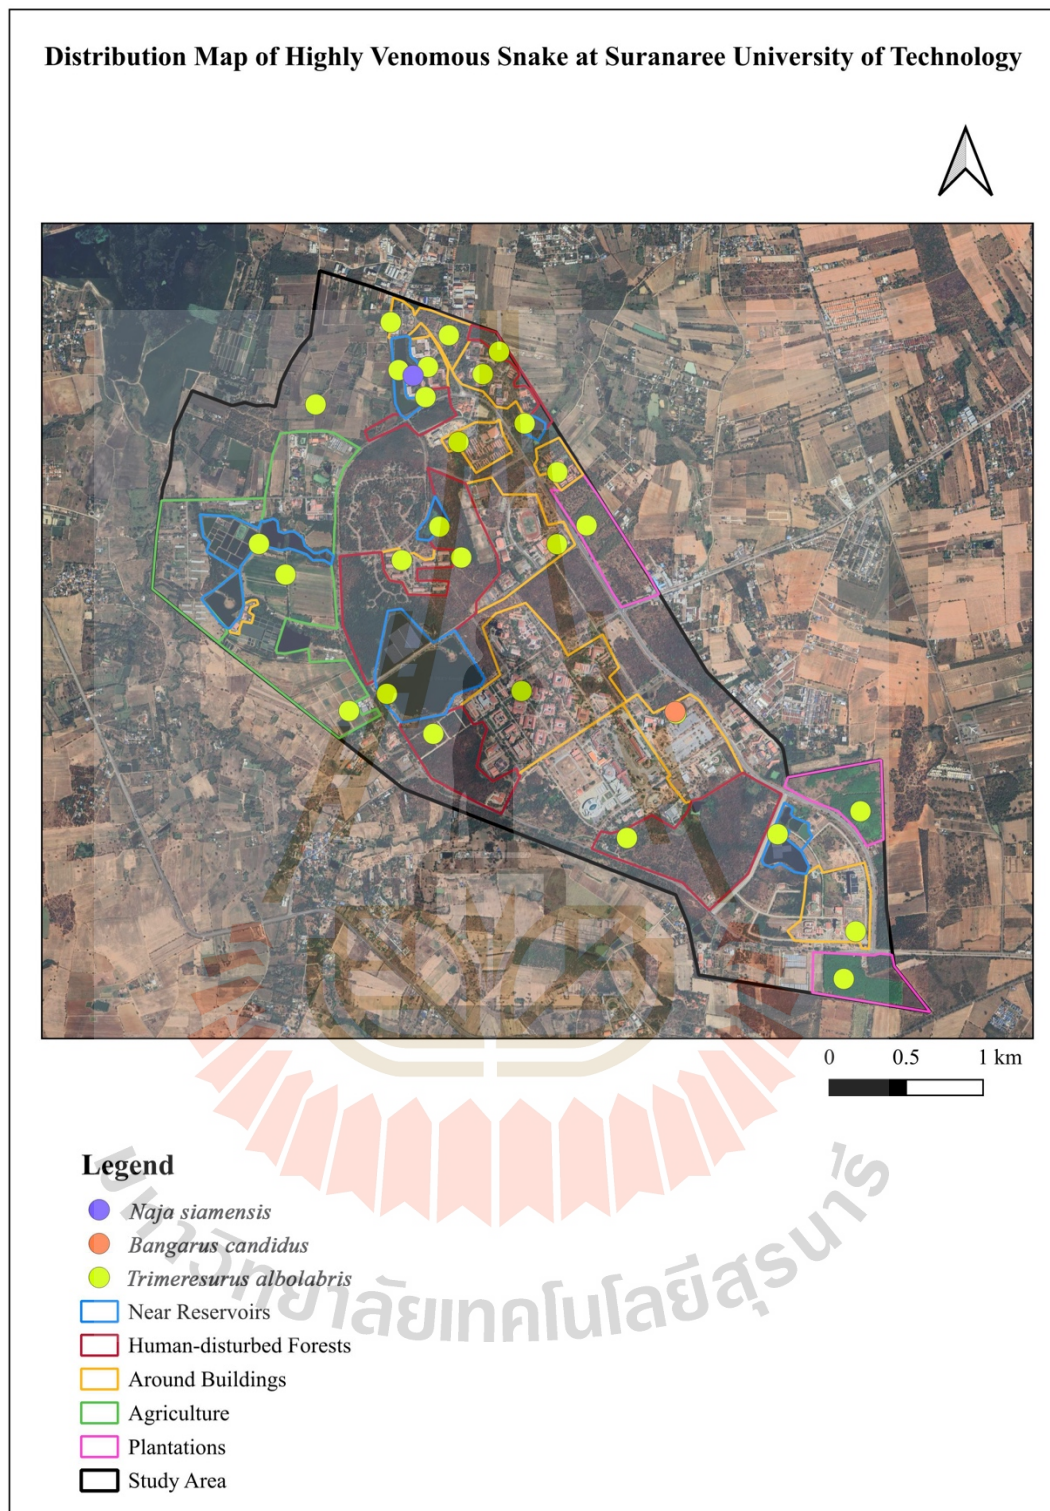 Distribution Map of Highly Venomous Snake at Suranaree University of Technology
0 0.5 1 km
Legend
Naja siamensis
Bangarus candidus
Trimeresurus albolabris
Near Reservoirs
Human-disturbed Forests
Around Buildings
Agriculture
Plantations
Study Area
มหาวิทยาลัยเทคโนโลยีสุรนารี